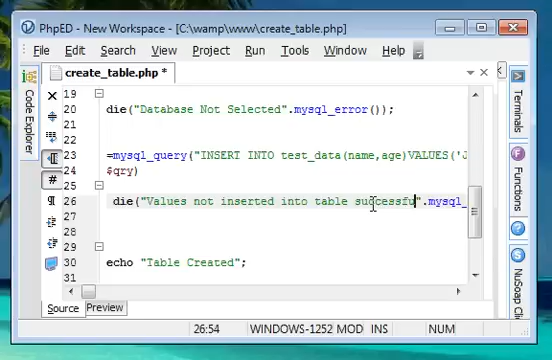 PhpED - New Workspace - [C:\wamp\www\create_table.php]
File Edit Search View Project Run Tools Window Help
create_table.php *
Code Explorer
Terminals
Functions
NuSoap Cli
19
20 die("Database Not Selected".mysql_error());
21
22
23 =mysql_query("INSERT INTO test_data(name,age)VALUES('J
24 $qry)
25
26 die("Values not inserted into table successfu".mysql_
27
28
29
30 echo "Table Created";
31
Source Preview
26:54 WINDOWS-1252 MOD INS NUM